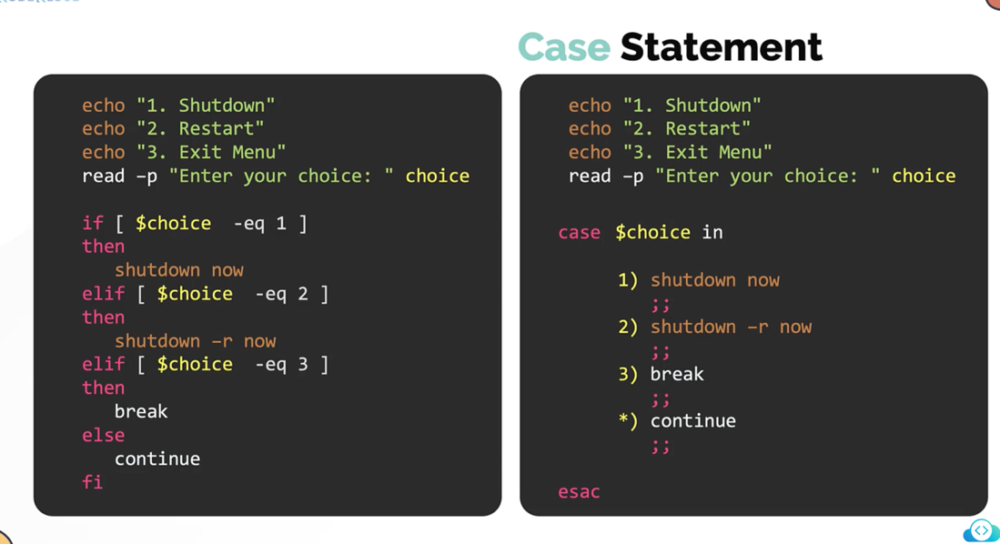 Case Statement
echo "1. Shutdown"
echo "2. Restart"
echo "3. Exit Menu"
read –p "Enter your choice: " choice
if [ $choice -eq 1 ]
then
shutdown now
elif [ $choice -eq 2 ]
then
shutdown –r now
elif [ $choice -eq 3 ]
then
break
else
continue
fi
echo "1. Shutdown"
echo "2. Restart"
echo "3. Exit Menu"
read –p "Enter your choice: " choice
case $choice in
1) shutdown now
;;
2) shutdown –r now
;;
3) break
;;
*) continue
;;
esac